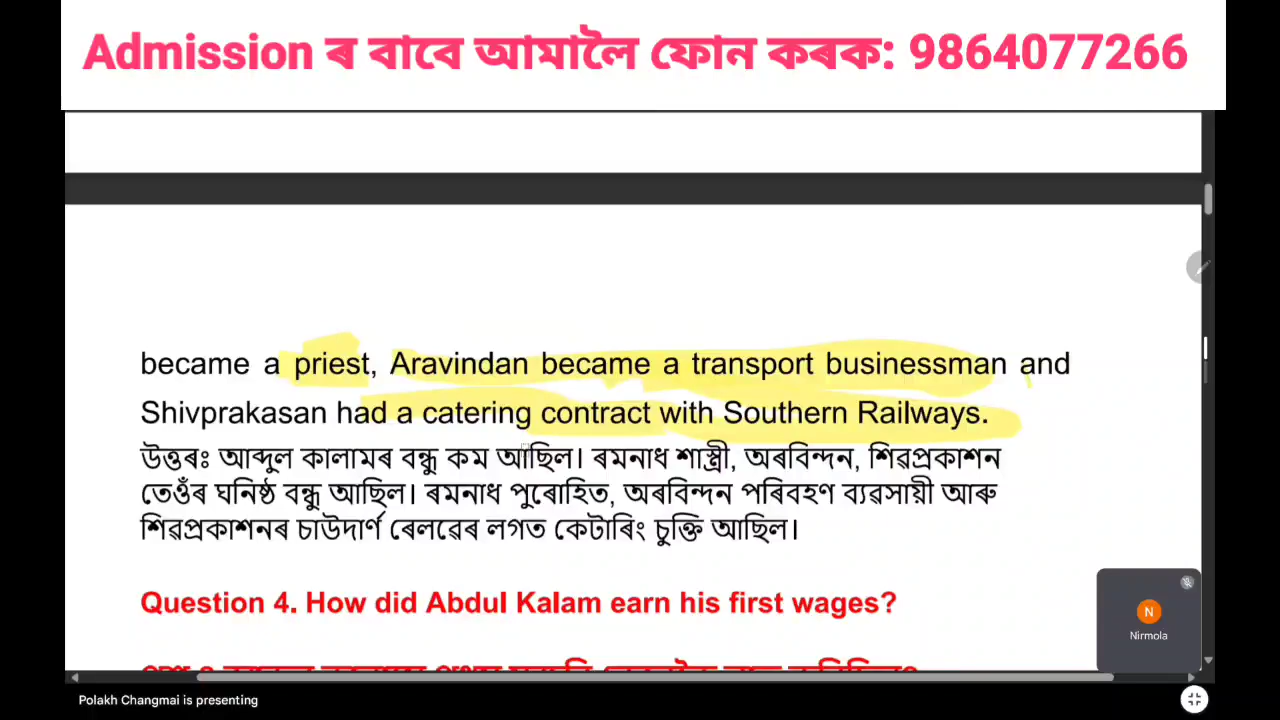 Admission ৰ বাবে আমালৈ ফোন কৰক: 9864077266
became a priest, Aravindan became a transport businessman and
Shivprakasan had a catering contract with Southern Railways.
উত্তৰঃ আব্দুল কালামৰ বন্ধু কম আছিল। ৰমনাধ শাস্ত্ৰী, অৰবিন্দন, শিৱপ্ৰকাশন
তেওঁৰ ঘনিষ্ঠ বন্ধু আছিল। ৰমনাধ পুৰোহিত, অৰবিন্দন পৰিবহণ ব্যৱসায়ী আৰু
শিৱপ্ৰকাশনৰ চাউদাৰ্ণ ৰেলৱেৰ লগত কেটাৰিং চুক্তি আছিল।
Question 4. How did Abdul Kalam earn his first wages?
N
Nirmola
Polakh Changmai is presenting